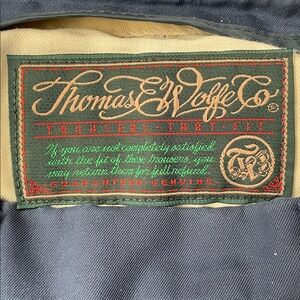 Thomas E. Wolfe Co ®
TROUSERS THAT FIT
If you are not completely satisfied
with the fit of these trousers, you
may return them for full refund.
GUARANTEED GENUINE